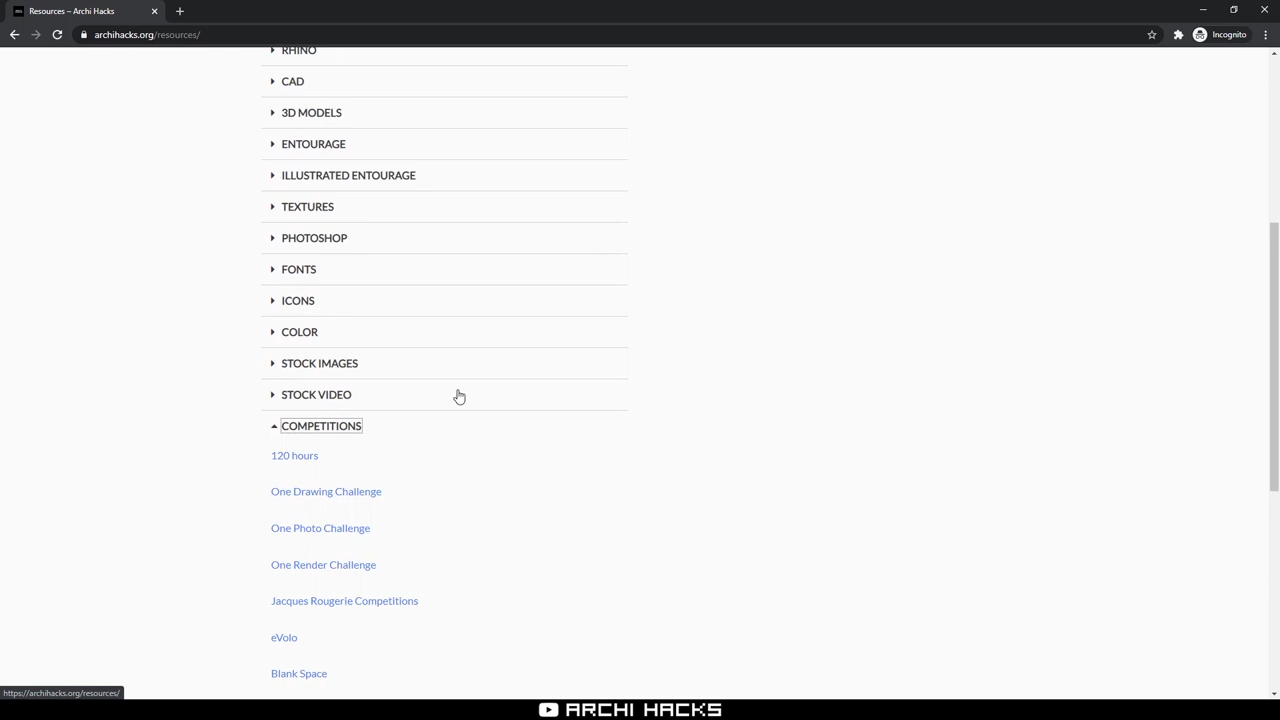 Resources – Archi Hacks
archihacks.org/resources/
Incognito
RHINO
CAD
3D MODELS
ENTOURAGE
ILLUSTRATED ENTOURAGE
TEXTURES
PHOTOSHOP
FONTS
ICONS
COLOR
STOCK IMAGES
STOCK VIDEO
COMPETITIONS
120 hours
One Drawing Challenge
One Photo Challenge
One Render Challenge
Jacques Rougerie Competitions
eVolo
Blank Space
https://archihacks.org/resources/
ARCHI HACKS